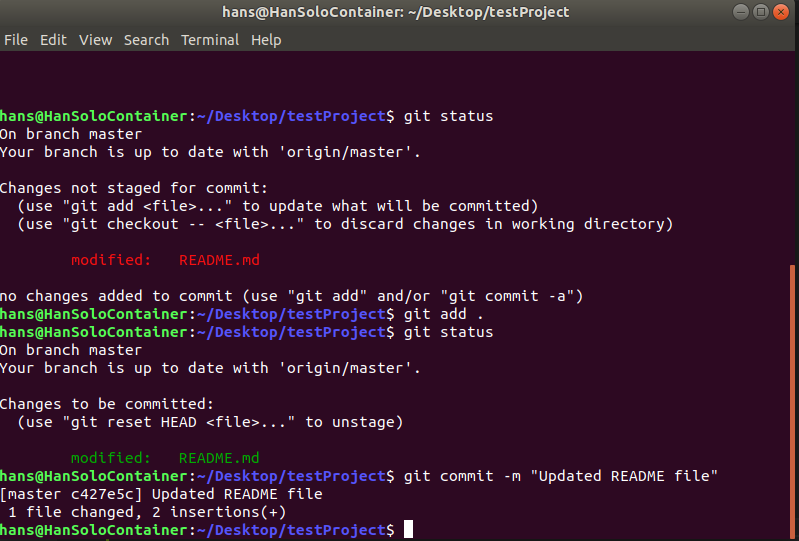 hans@HanSoloContainer: ~/Desktop/testProject
File Edit View Search Terminal Help
hans@HanSoloContainer:~/Desktop/testProject$ git status
On branch master
Your branch is up to date with 'origin/master'.
Changes not staged for commit:
(use "git add <file>..." to update what will be committed)
(use "git checkout -- <file>..." to discard changes in working directory)
modified: README.md
no changes added to commit (use "git add" and/or "git commit -a")
hans@HanSoloContainer:~/Desktop/testProject$ git add .
hans@HanSoloContainer:~/Desktop/testProject$ git status
On branch master
Your branch is up to date with 'origin/master'.
Changes to be committed:
(use "git reset HEAD <file>..." to unstage)
modified: README.md
hans@HanSoloContainer:~/Desktop/testProject$ git commit -m "Updated README file"
[master c427e5c] Updated README file
1 file changed, 2 insertions(+)
hans@HanSoloContainer:~/Desktop/testProject$